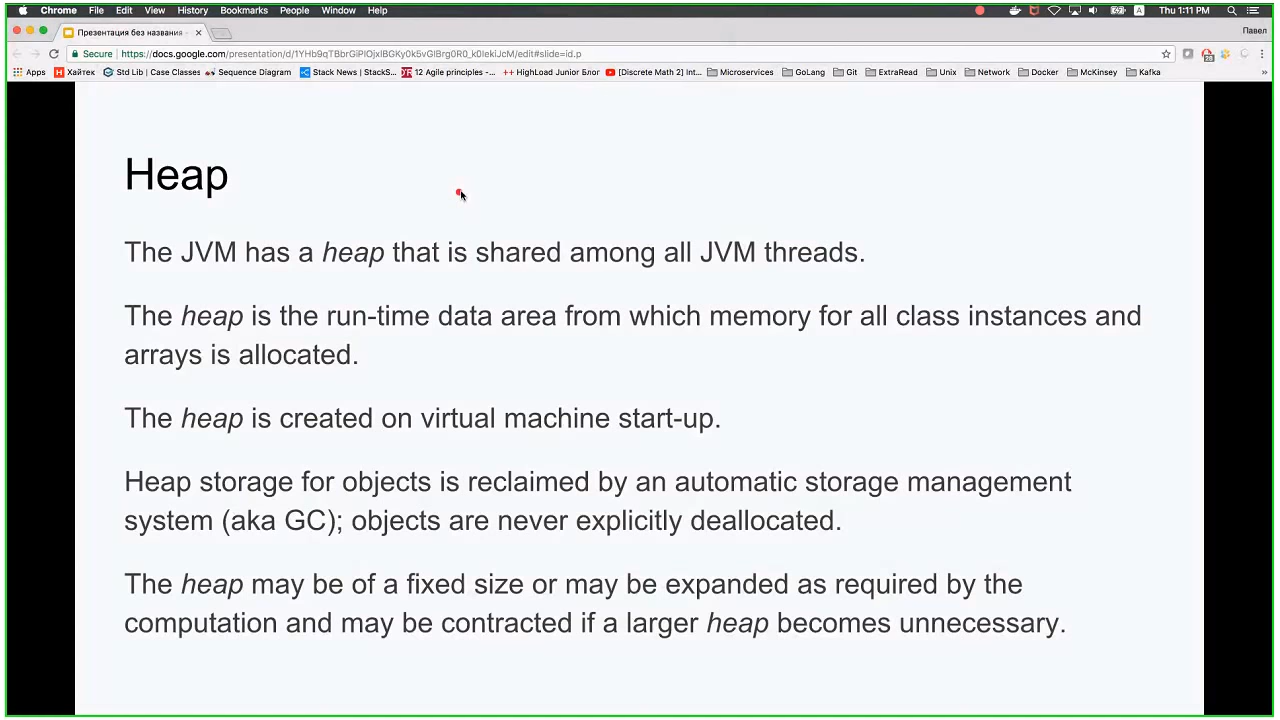 Chrome File Edit View History Bookmarks People Window Help A Thu 1:11 PM
Презентация без названия - Павел
Secure https://docs.google.com/presentation/d/
Apps Хайтек Std Lib | Case Classes Sequence Diagram Stack News | StackS... 12 Agile principles -... ++ HighLoad Junior Блог [Discrete Math 2] Int... Microservices GoLang Git ExtraRead Unix Network Docker McKinsey Kafka »
Heap
The JVM has a heap that is shared among all JVM threads.
The heap is the run-time data area from which memory for all class instances and
arrays is allocated.
The heap is created on virtual machine start-up.
Heap storage for objects is reclaimed by an automatic storage management
system (aka GC); objects are never explicitly deallocated.
The heap may be of a fixed size or may be expanded as required by the
computation and may be contracted if a larger heap becomes unnecessary.